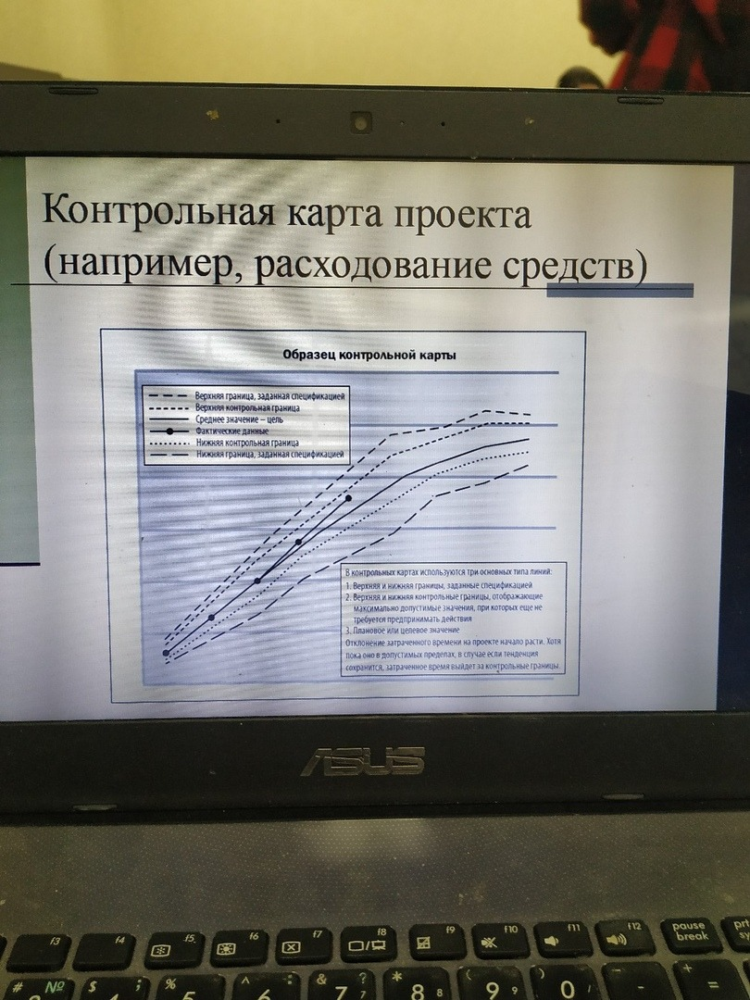 Контрольная карта проекта
(например, расходование средств)
Образец контрольной карты
Верхняя граница, заданная спецификацией
Верхняя контрольная граница
Среднее значение – цель
Фактические данные
Нижняя контрольная граница
Нижняя граница, заданная спецификацией
В контрольных картах используются три основных типа линий:
1. Верхняя и нижняя границы, заданные спецификацией
2. Верхняя и нижняя контрольные границы, отображающие
максимально допустимые значения, при которых еще не
требуется предпринимать действия
3. Плановое или целевое значение
Отклонение затраченного времени на проекте начало расти. Хотя
пока оно в допустимых пределах, в случае если тенденция
сохранится, затраченное время выйдет за контрольные границы.
ASUS
f3 f4 f5 f6 f7 f8 f9 f10 f11 f12 pause
break
prt
sy
# № $ ; % ^ : & ? * ( ) _ +
5 6 7 7 8 8 9 9 0 / - =